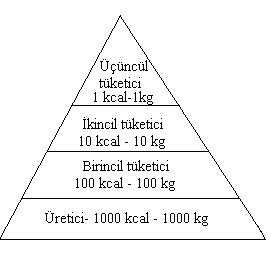 Üçüncül
tüketici
1 kcal-1kg
İkincil tüketici
10 kcal - 10 kg
Birincil tüketici
100 kcal - 100 kg
Üretici- 1000 kcal - 1000 kg